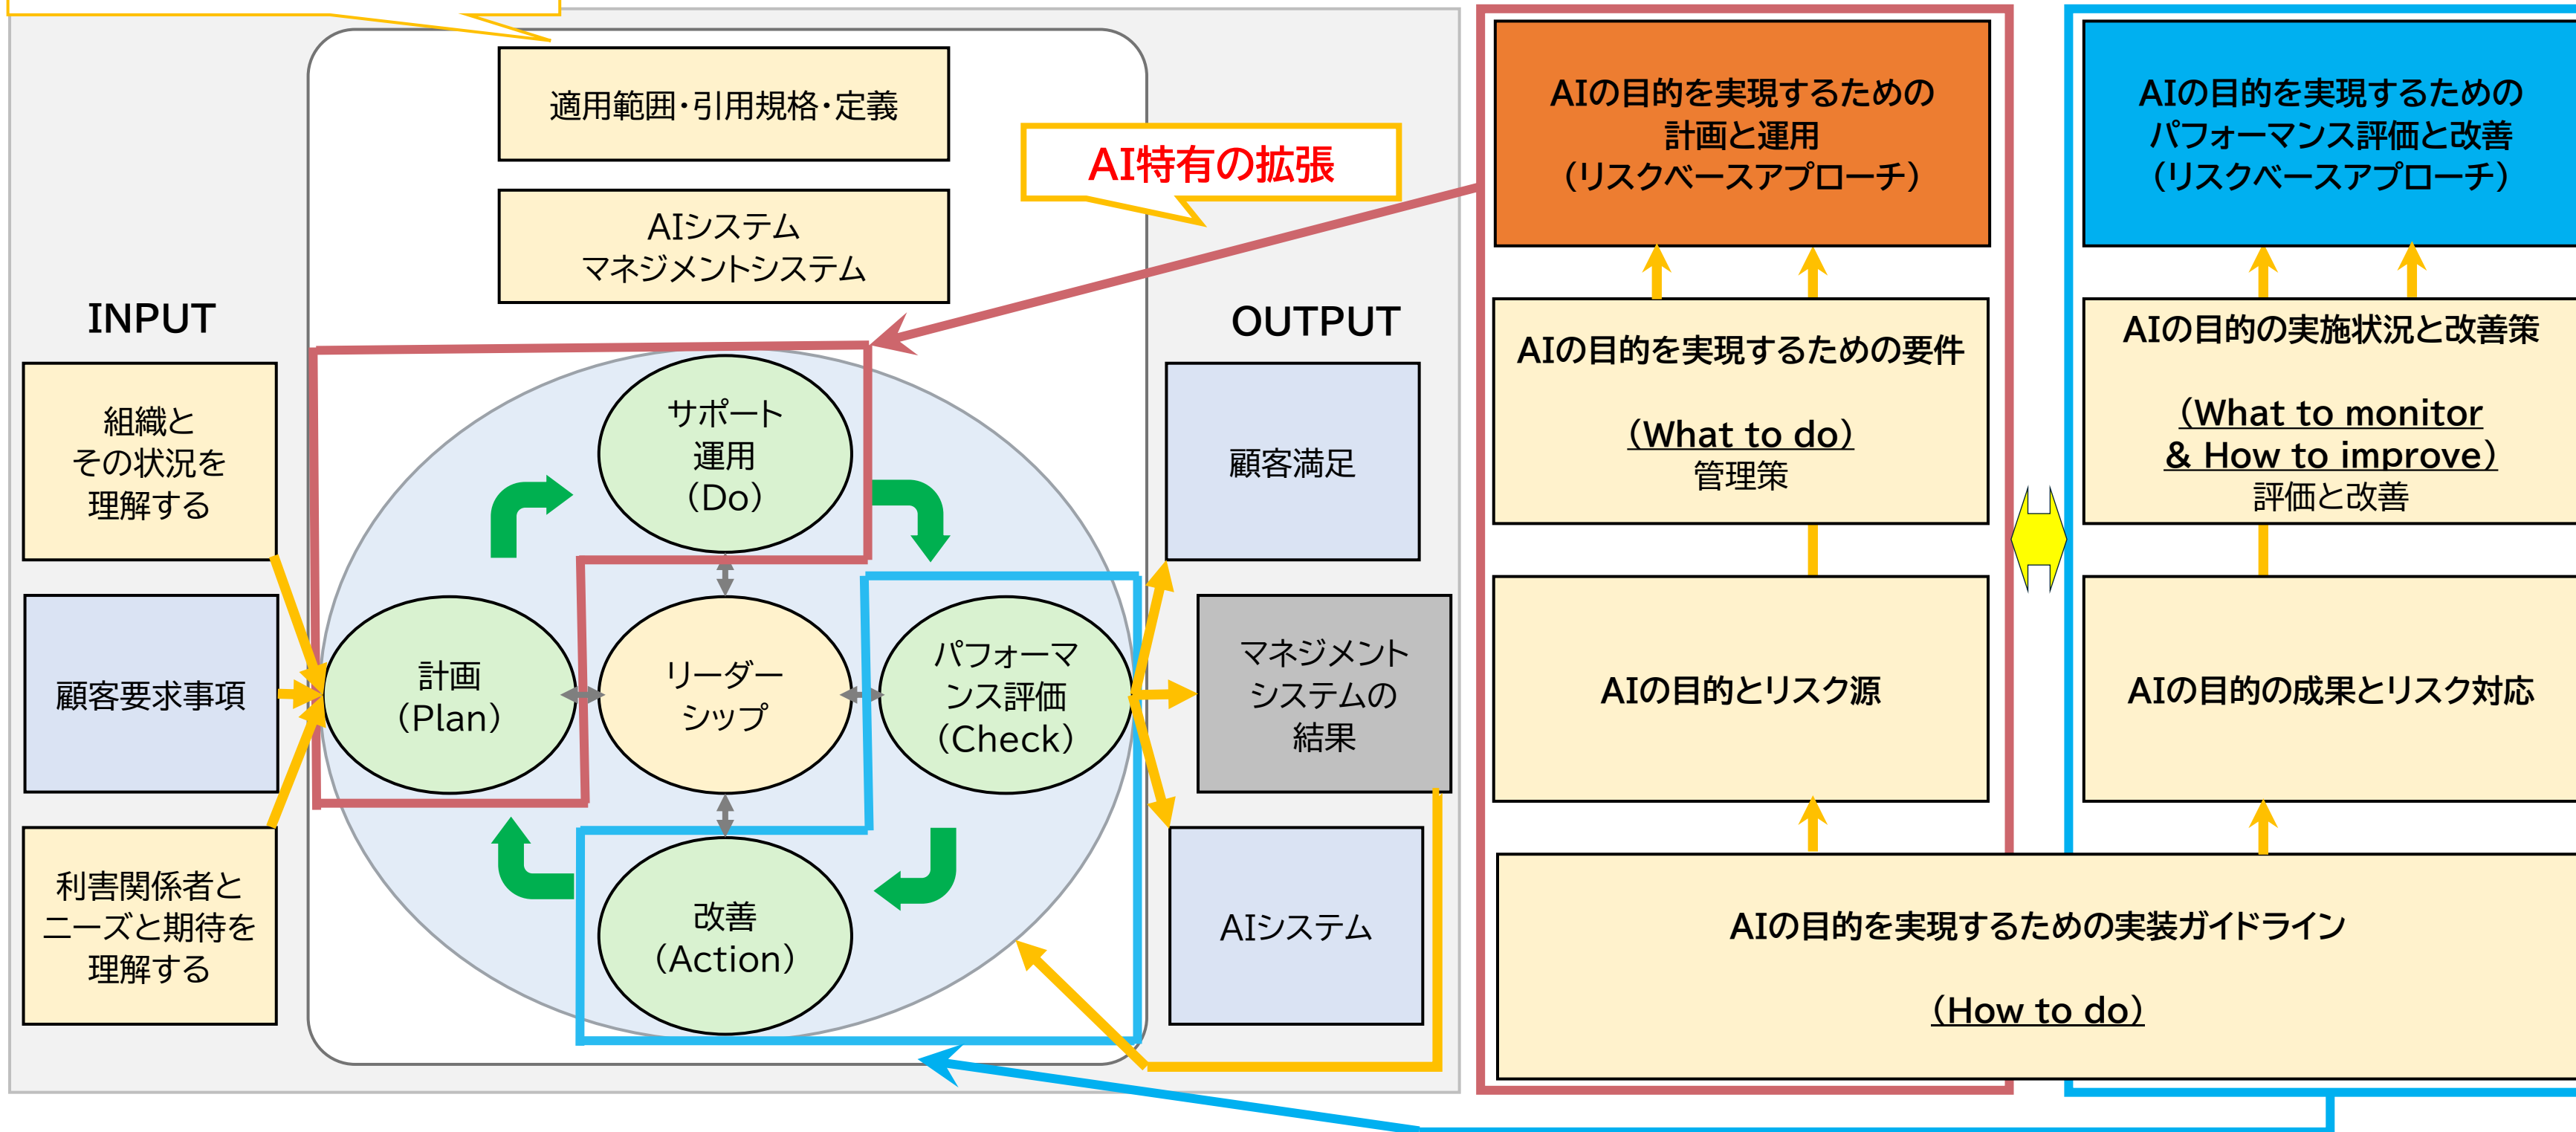 適用範囲・引用規格・定義
AIシステム
マネジメントシステム
AI特有の拡張
INPUT
OUTPUT
組織と
その状況を
理解する
顧客要求事項
利害関係者と
ニーズと期待を
理解する
サポート
運用
（Do）
計画
（Plan）
リーダー
シップ
パフォーマ
ンス評価
（Check）
改善
（Action）
顧客満足
マネジメント
システムの
結果
AIシステム
AIの目的を実現するための
計画と運用
（リスクベースアプローチ）
AIの目的を実現するための要件
（What to do）
管理策
AIの目的とリスク源
AIの目的を実現するための
パフォーマンス評価と改善
（リスクベースアプローチ）
AIの目的の実施状況と改善策
（What to monitor
& How to improve）
評価と改善
AIの目的の成果とリスク対応
AIの目的を実現するための実装ガイドライン
（How to do）